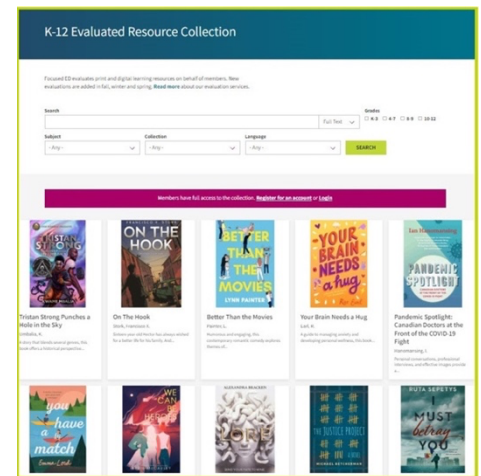 K-12 Evaluated Resource Collection
Focused ED evaluates print and digital learning resources on behalf of members. New
evaluations are added in fall, winter and spring. Read more about our evaluation services.
Search
Grades
Full Text
K-3 4-7 8-9 10-12
Subject Collection Language
- Any - - Any - - Any - SEARCH
Members have full access to the collection. Register for an account or Login
TRISTAN STRONG
ON THE HOOK
BETTER THAN THE MOVIES
LYNN PAINTER
YOUR BRAIN NEEDS a hug
PANDEMIC SPOTLIGHT
Tristan Strong Punches a
Hole in the Sky
On The Hook
Better Than the Movies
Painter, L.
Your Brain Needs a Hug
Earl, R.
Pandemic Spotlight:
Canadian Doctors at the
Front of the COVID-19
Fight
you have a match
Emma Lord
WE CAN BE HEROES
ALEXANDRA BRACKEN
LORE
THE JUSTICE PROJECT
RUTA SEPETYS
MUST betray YOU